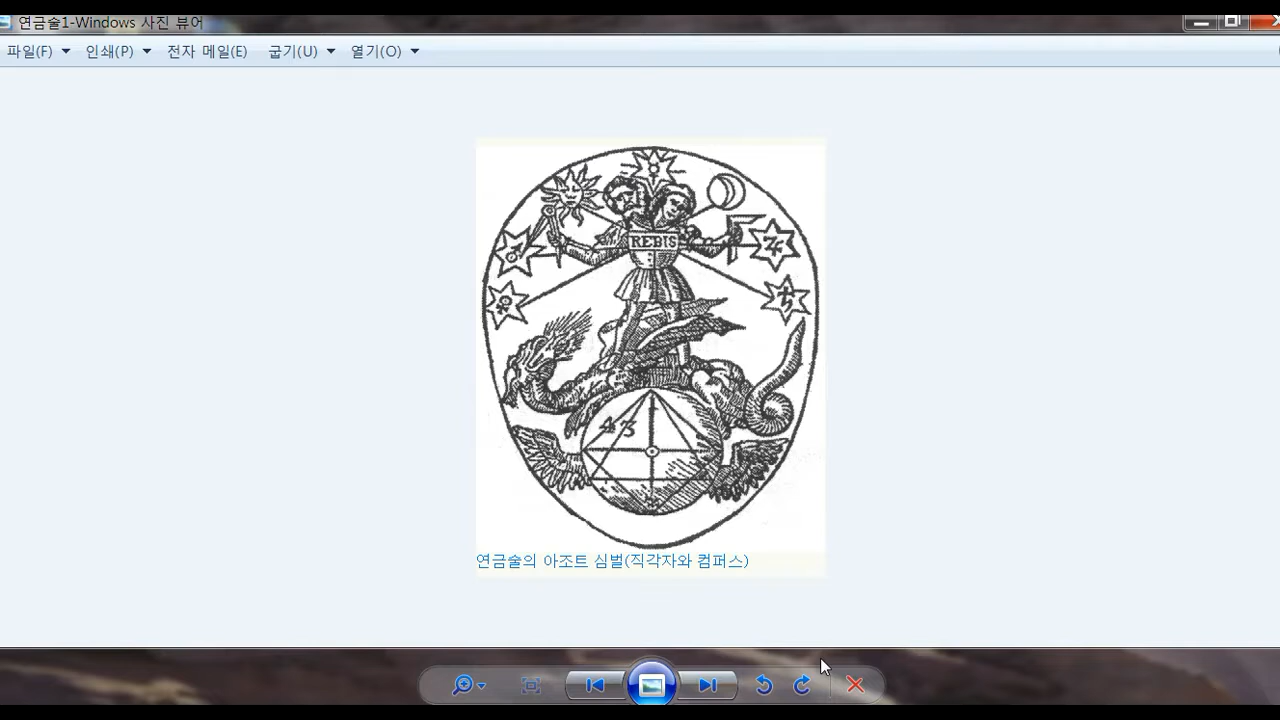 연금술1-Windows 사진 뷰어
파일(F) 인쇄(P) 전자 메일(E) 굽기(U) 열기(O)
REBIS
4 3
연금술의 아조트 심벌(직각자와 컴퍼스)